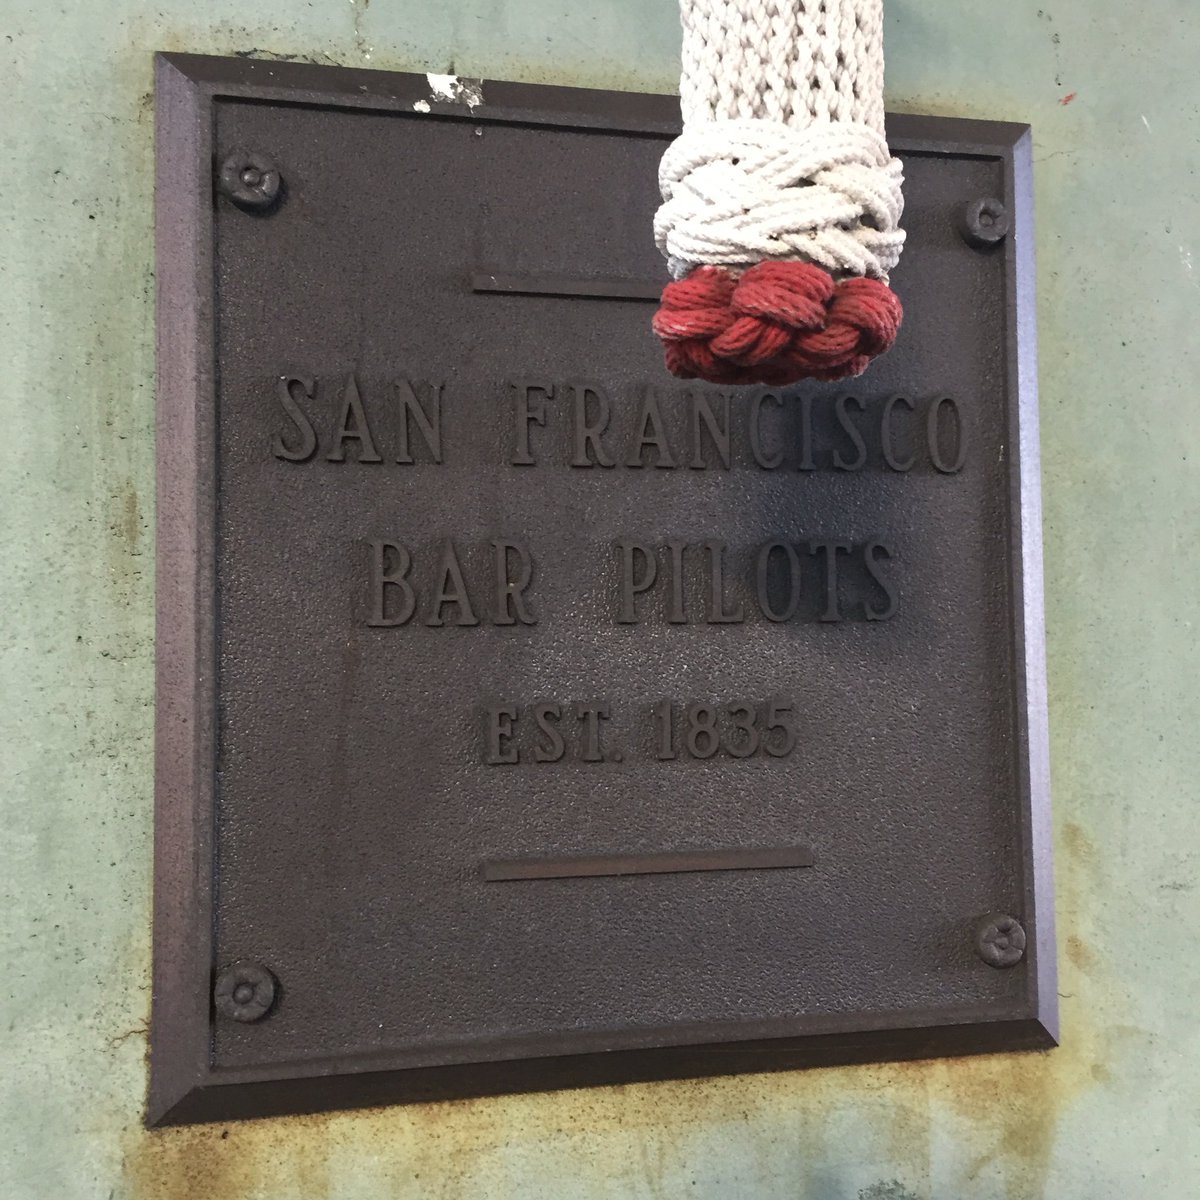 SAN FRANCISCO
BAR PILOTS
EST. 1835